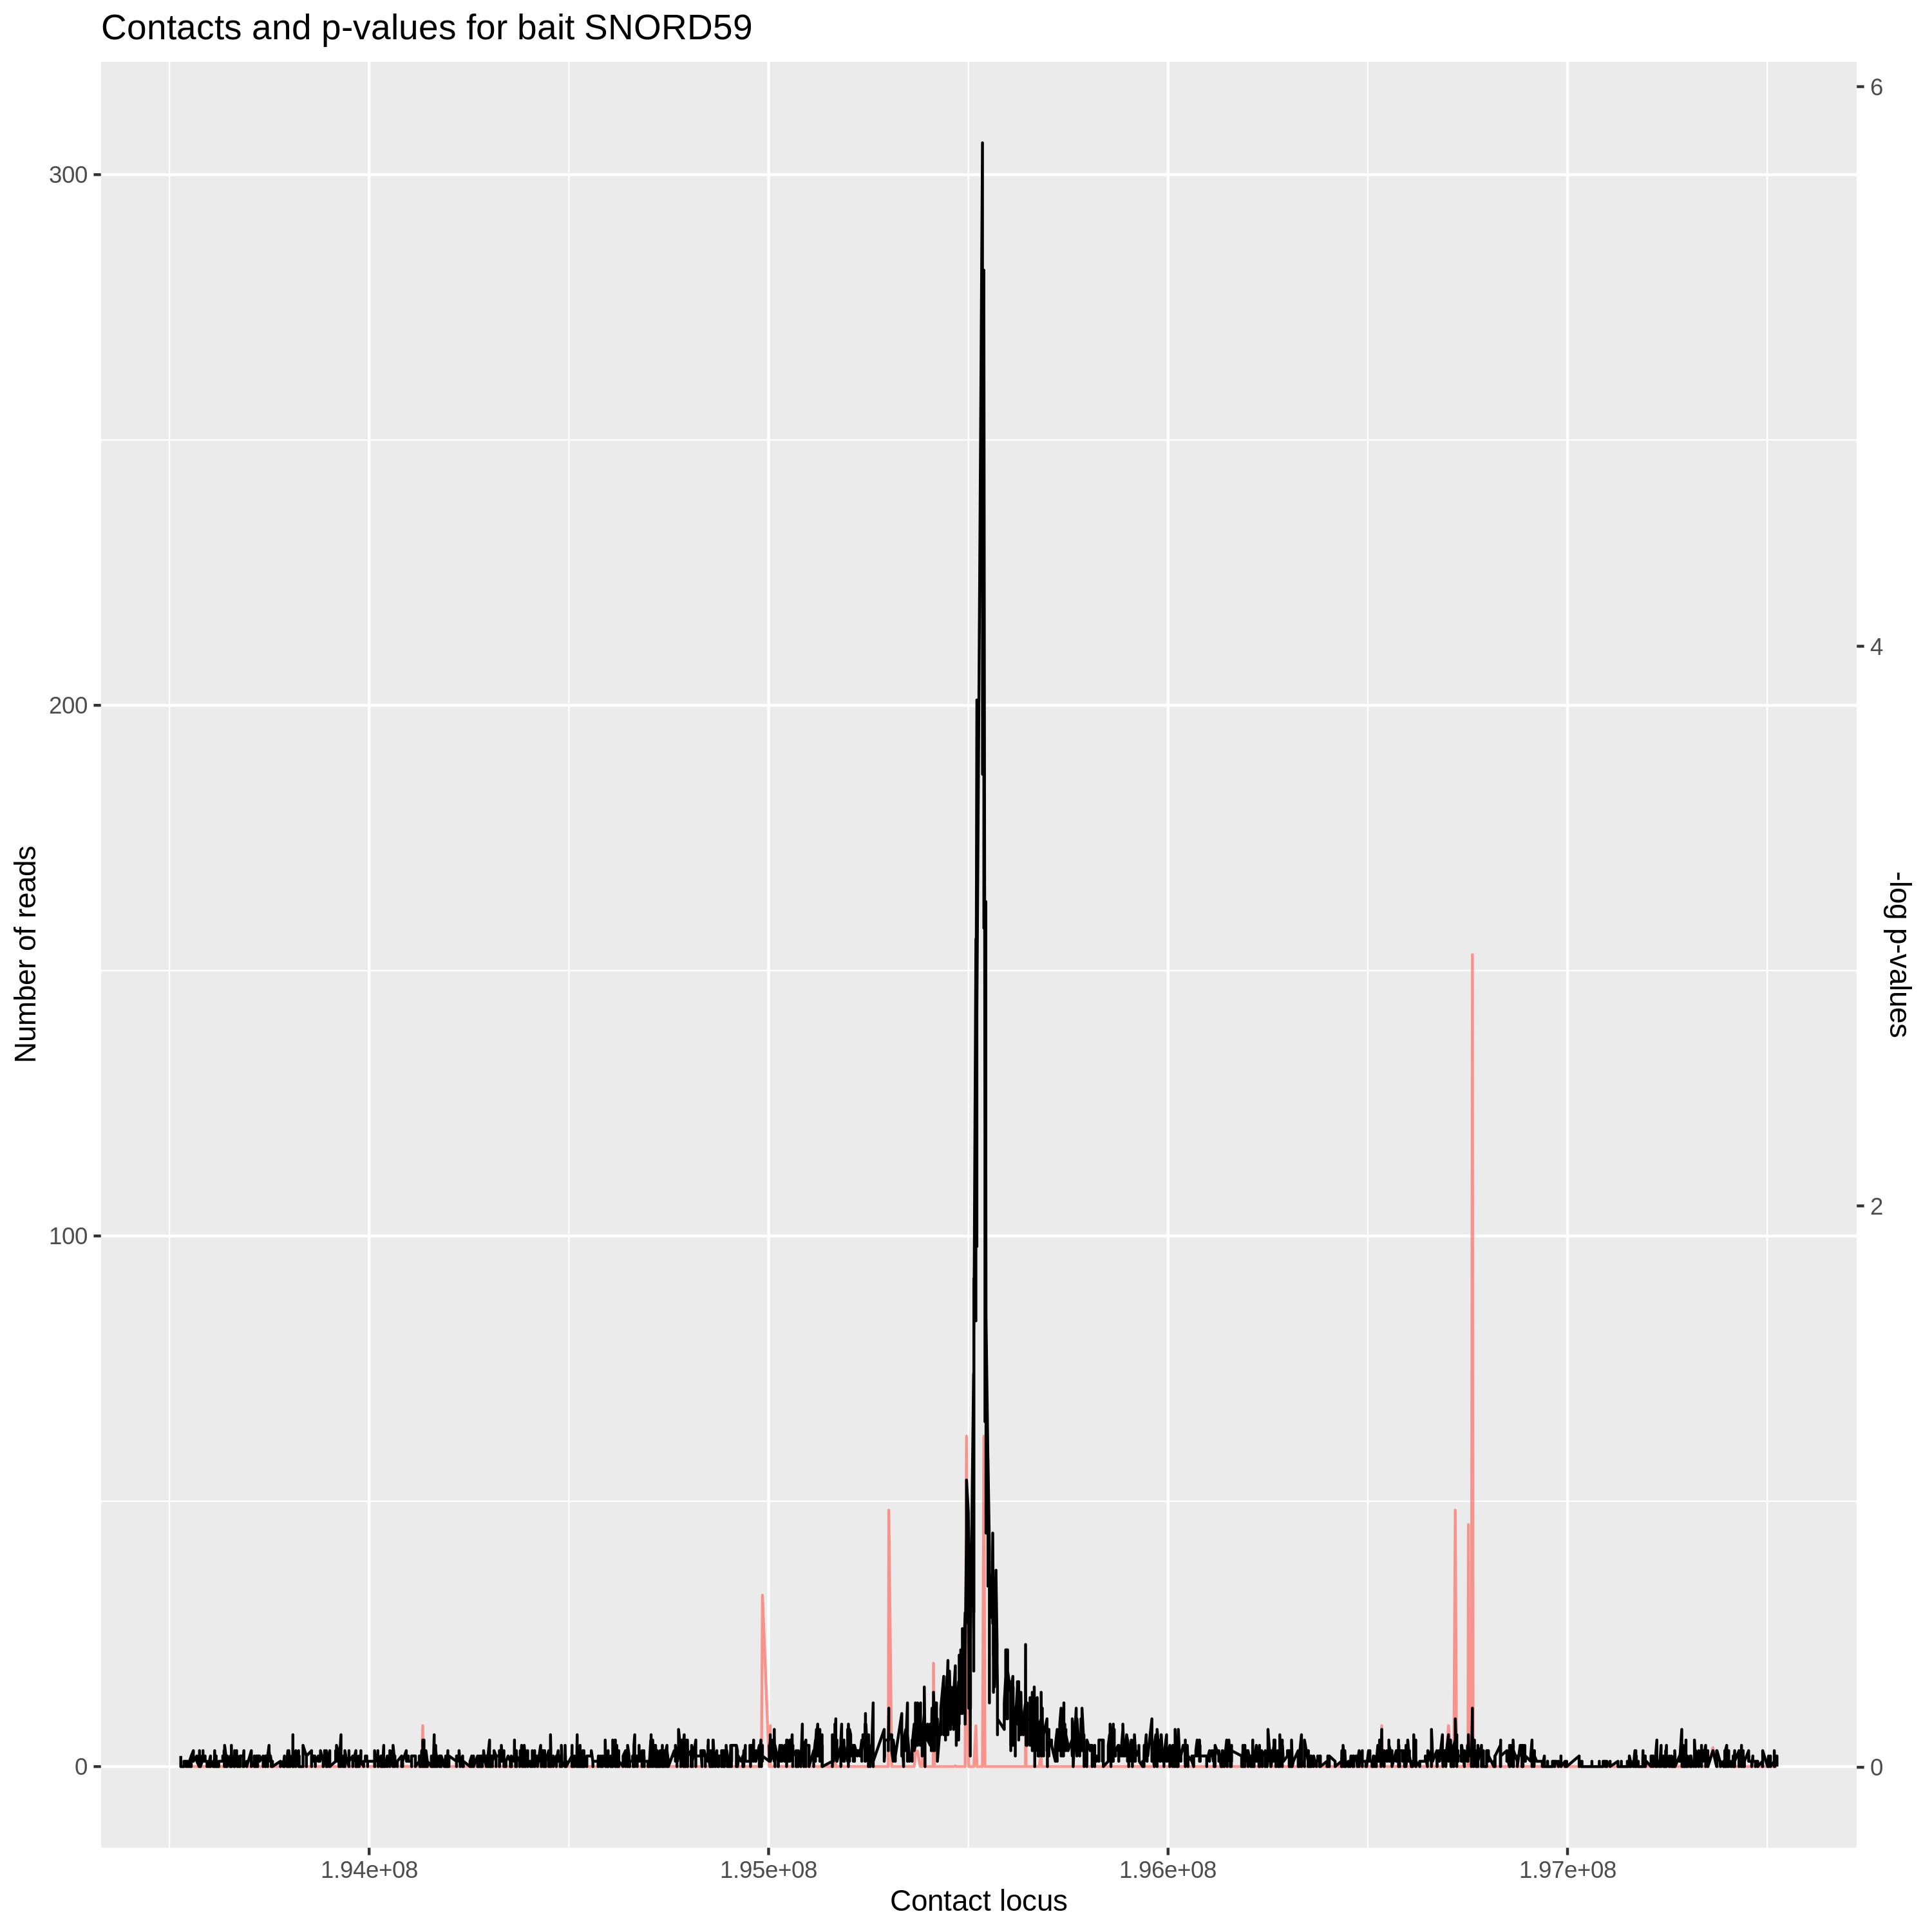 Contacts and p-values for bait SNORD59
300
200
100
0
6
4
2
0
Number of reads
-log p-values
1.94e+08
1.95e+08
1.96e+08
1.97e+08
Contact locus